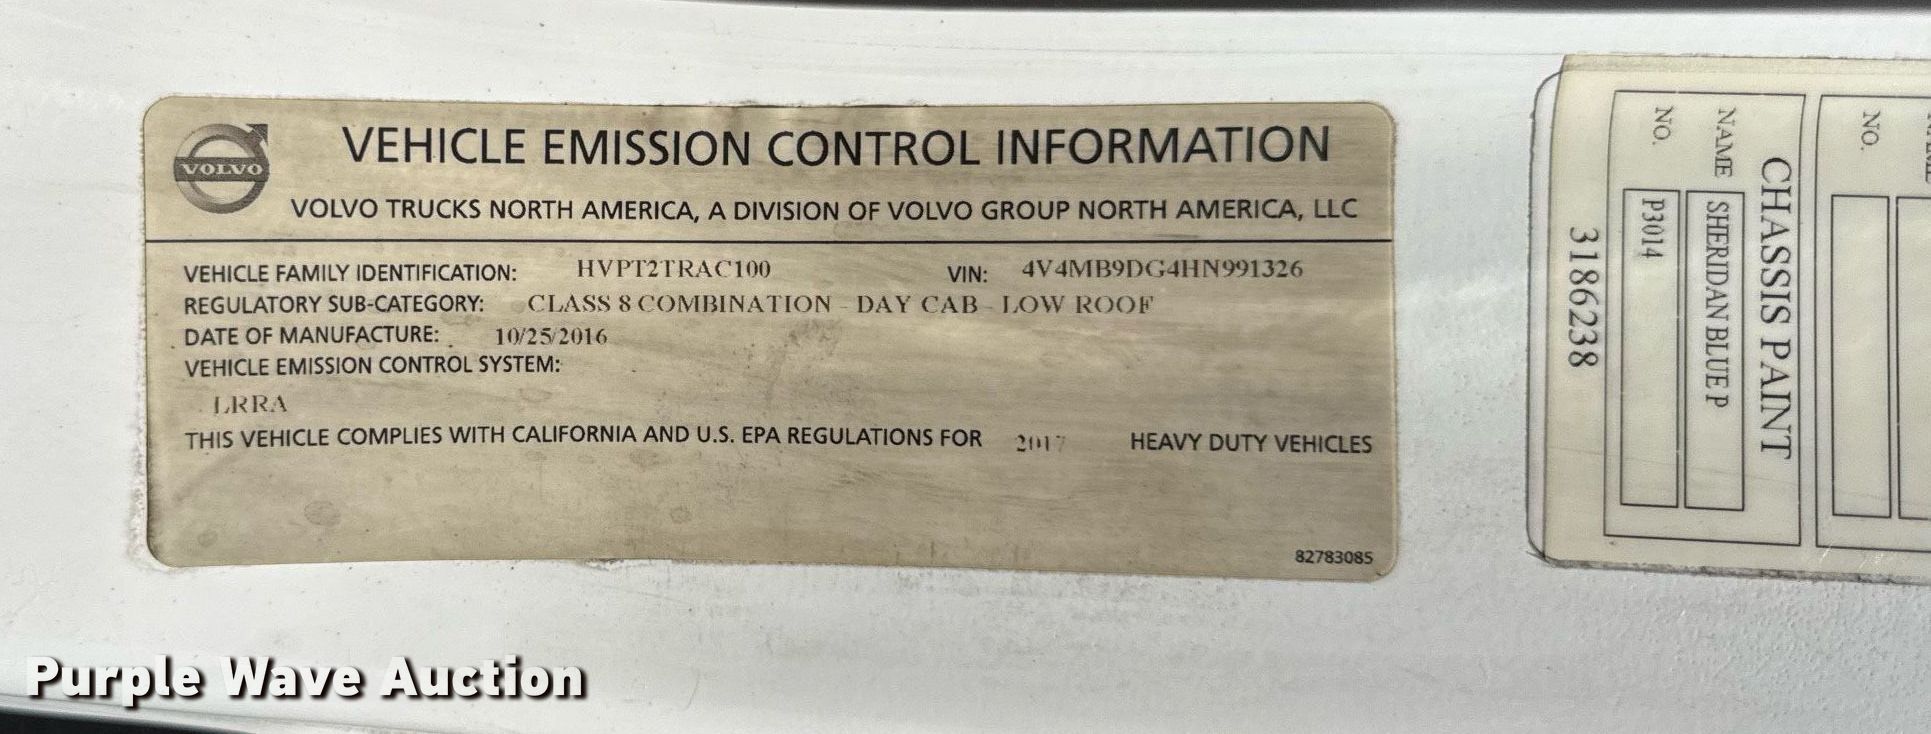 VOLVO
VEHICLE EMISSION CONTROL INFORMATION
VOLVO TRUCKS NORTH AMERICA, A DIVISION OF VOLVO GROUP NORTH AMERICA, LLC
VEHICLE FAMILY IDENTIFICATION: HVPT2TRAC100 VIN: 4V4MB9DG4HN991326
REGULATORY SUB-CATEGORY: CLASS 8 COMBINATION - DAY CAB - LOW ROOF
DATE OF MANUFACTURE: 10/25/2016
VEHICLE EMISSION CONTROL SYSTEM:
LRRA
THIS VEHICLE COMPLIES WITH CALIFORNIA AND U.S. EPA REGULATIONS FOR 2017 HEAVY DUTY VEHICLES
82783085
NO.
CHASSIS PAINT
NAME SHERIDAN BLUE P
NO. P3014
3186238
Purple Wave Auction